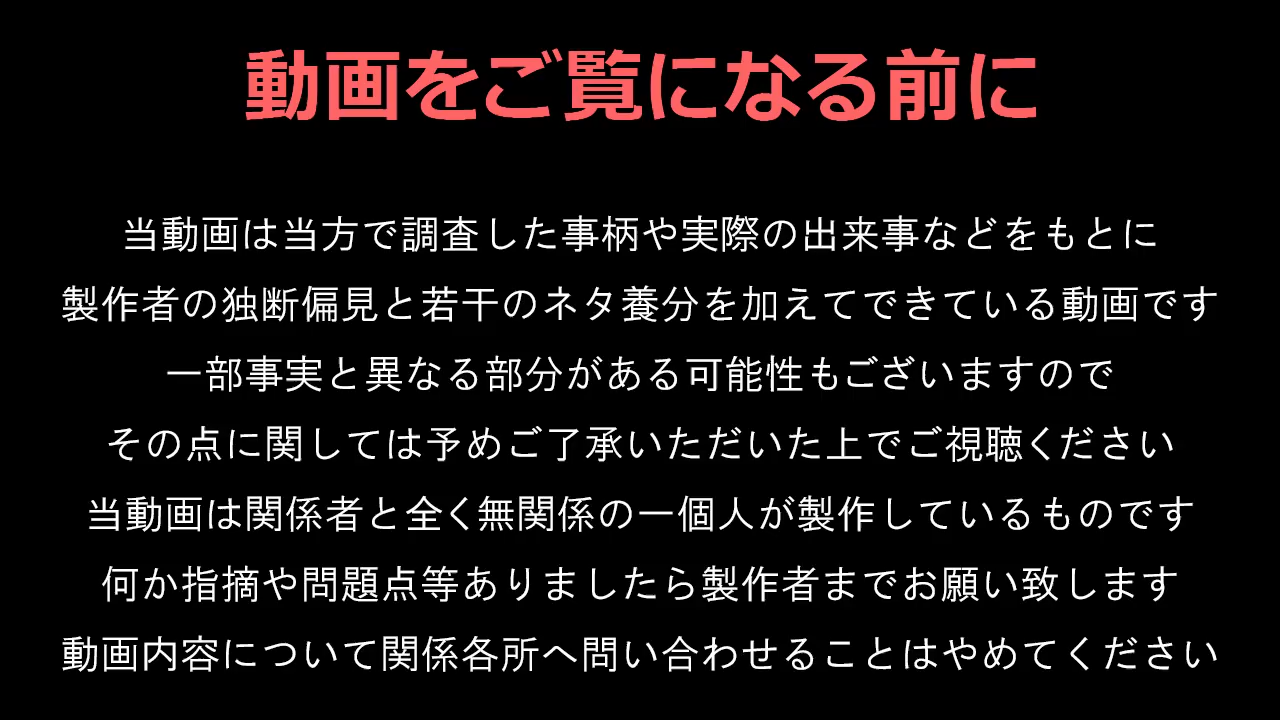 動画をご覧になる前に
当動画は当方で調査した事柄や実際の出来事などをもとに
製作者の独断偏見と若干のネタ養分を加えてできている動画です
一部事実と異なる部分がある可能性もございますので
その点に関しては予めご了承いただいた上でご視聴ください
当動画は関係者と全く無関係の一個人が製作しているものです
何か指摘や問題点等ありましたら製作者までお願い致します
動画内容について関係各所へ問い合わせることはやめてください